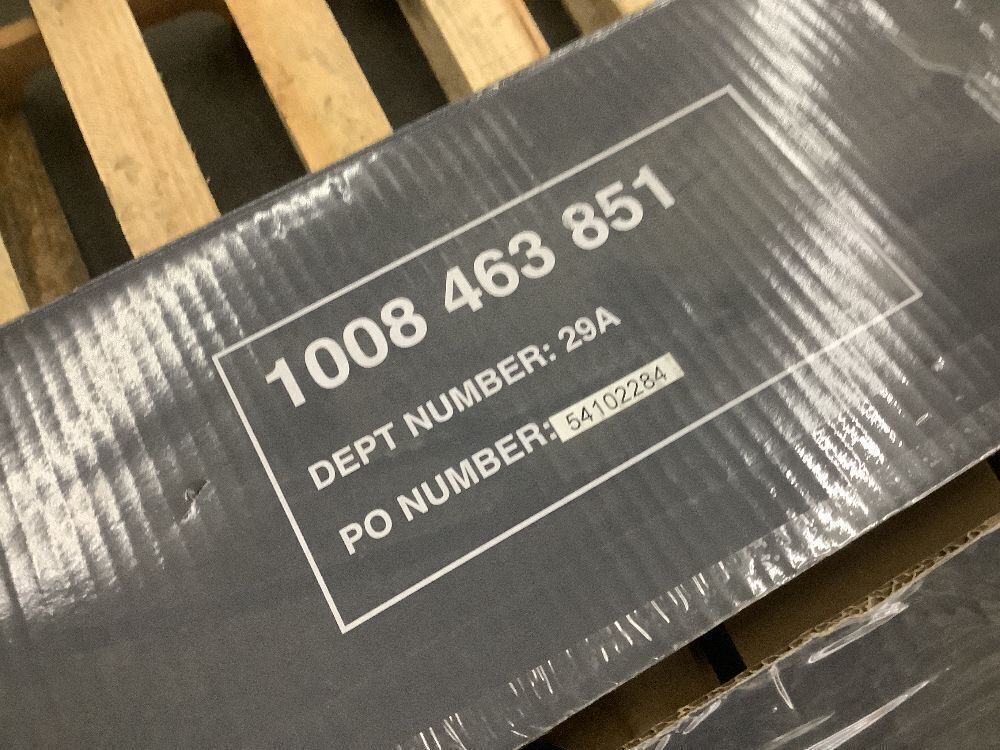 1008 463 851
DEPT NUMBER: 29A
PO NUMBER: 54102284